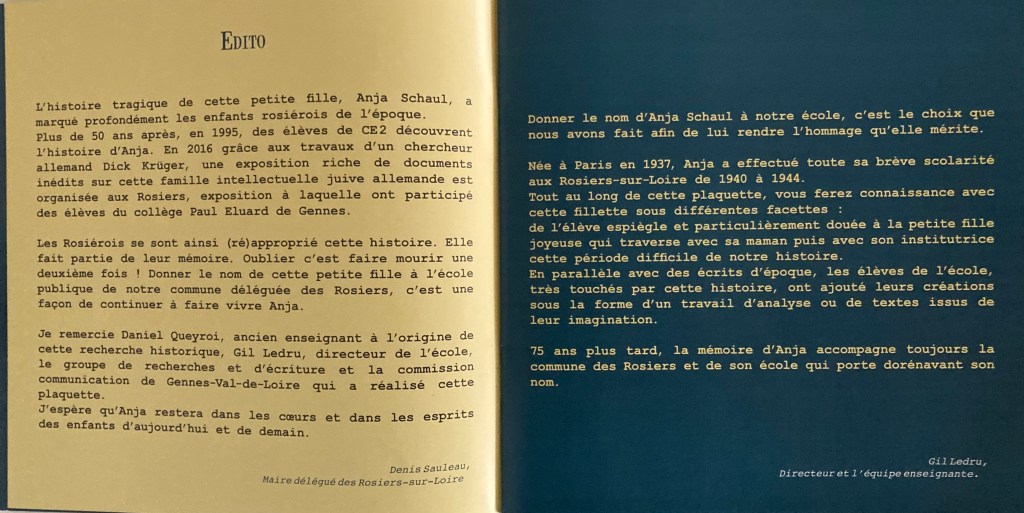 EDITO
L'histoire tragique de cette petite fille, Anja Schaul, a
marqué profondément les enfants rosiérois de l'époque.
Plus de 50 ans après, en 1995, des élèves de CE2 découvrent
l'histoire d'Anja. En 2016 grâce aux travaux d'un chercheur
allemand Dick Krüger, une exposition riche de documents
inédits sur cette famille intellectuelle juive allemande est
organisée aux Rosiers, exposition à laquelle ont participé
des élèves du collège Paul Eluard de Gennes.
Les Rosiérois se sont ainsi (ré)approprié cette histoire. Elle
fait partie de leur mémoire. Oublier c'est faire mourir une
deuxième fois ! Donner le nom de cette petite fille à l'école
publique de notre commune déléguée des Rosiers, c'est une
façon de continuer à faire vivre Anja.
Je remercie Daniel Queyroi, ancien enseignant à l'origine de
cette recherche historique, Gil Ledru, directeur de l'école,
le groupe de recherches et d'écriture et la commission
communication de Gennes-Val-de-Loire qui a réalisé cette
plaquette.
J'espère qu'Anja restera dans les cœurs et dans les esprits
des enfants d'aujourd'hui et de demain.
Denis Sauleau,
Maire délégué des Rosiers-sur-Loire
Donner le nom d'Anja Schaul à notre école, c'est le choix que
nous avons fait afin de lui rendre l'hommage qu'elle mérite.
Née à Paris en 1937, Anja a effectué toute sa brève scolarité
aux Rosiers-sur-Loire de 1940 à 1944.
Tout au long de cette plaquette, vous ferez connaissance avec
cette fillette sous différentes facettes :
de l'élève espiègle et particulièrement douée à la petite fille
joyeuse qui traverse avec sa maman puis avec son institutrice
cette période difficile de notre histoire.
En parallèle avec des écrits d'époque, les élèves de l'école,
très touchés par cette histoire, ont ajouté leurs créations
sous la forme d'un travail d'analyse ou de textes issus de
leur imagination.
75 ans plus tard, la mémoire d'Anja accompagne toujours la
commune des Rosiers et de son école qui porte dorénavant son
nom.
Gil Ledru,
Directeur et l'équipe enseignante.